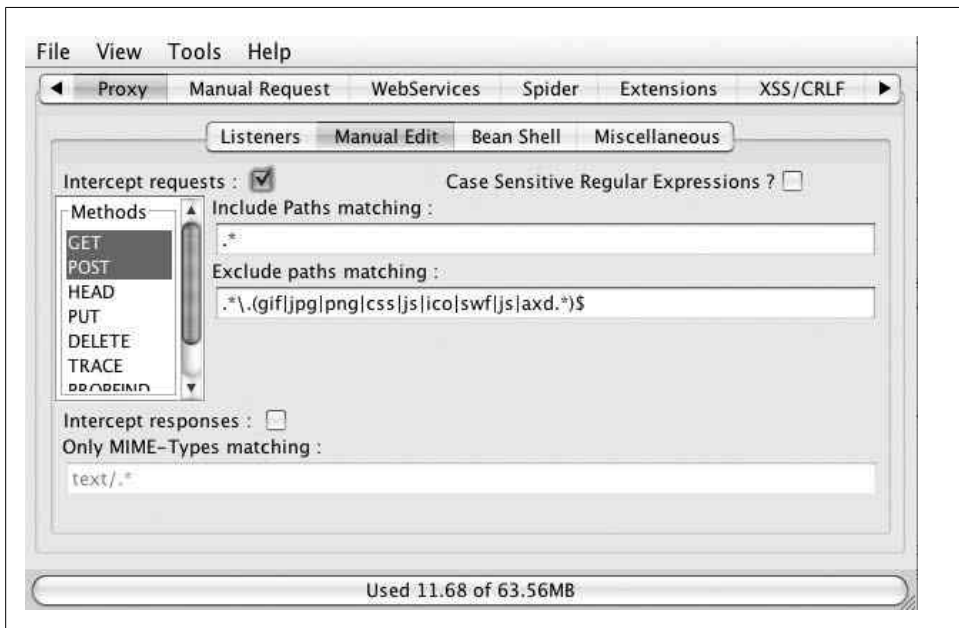 File View Tools Help
Proxy Manual Request WebServices Spider Extensions XSS/CRLF
Listeners Manual Edit Bean Shell Miscellaneous
Intercept requests : Case Sensitive Regular Expressions ?
Methods
GET
POST
HEAD
PUT
DELETE
TRACE
PROPFIND
Include Paths matching :
.*
Exclude paths matching :
.*\.(gif|jpg|png|css|js|ico|swf|js|axd.*)$
Intercept responses :
Only MIME-Types matching :
text/.*
Used 11.68 of 63.56MB